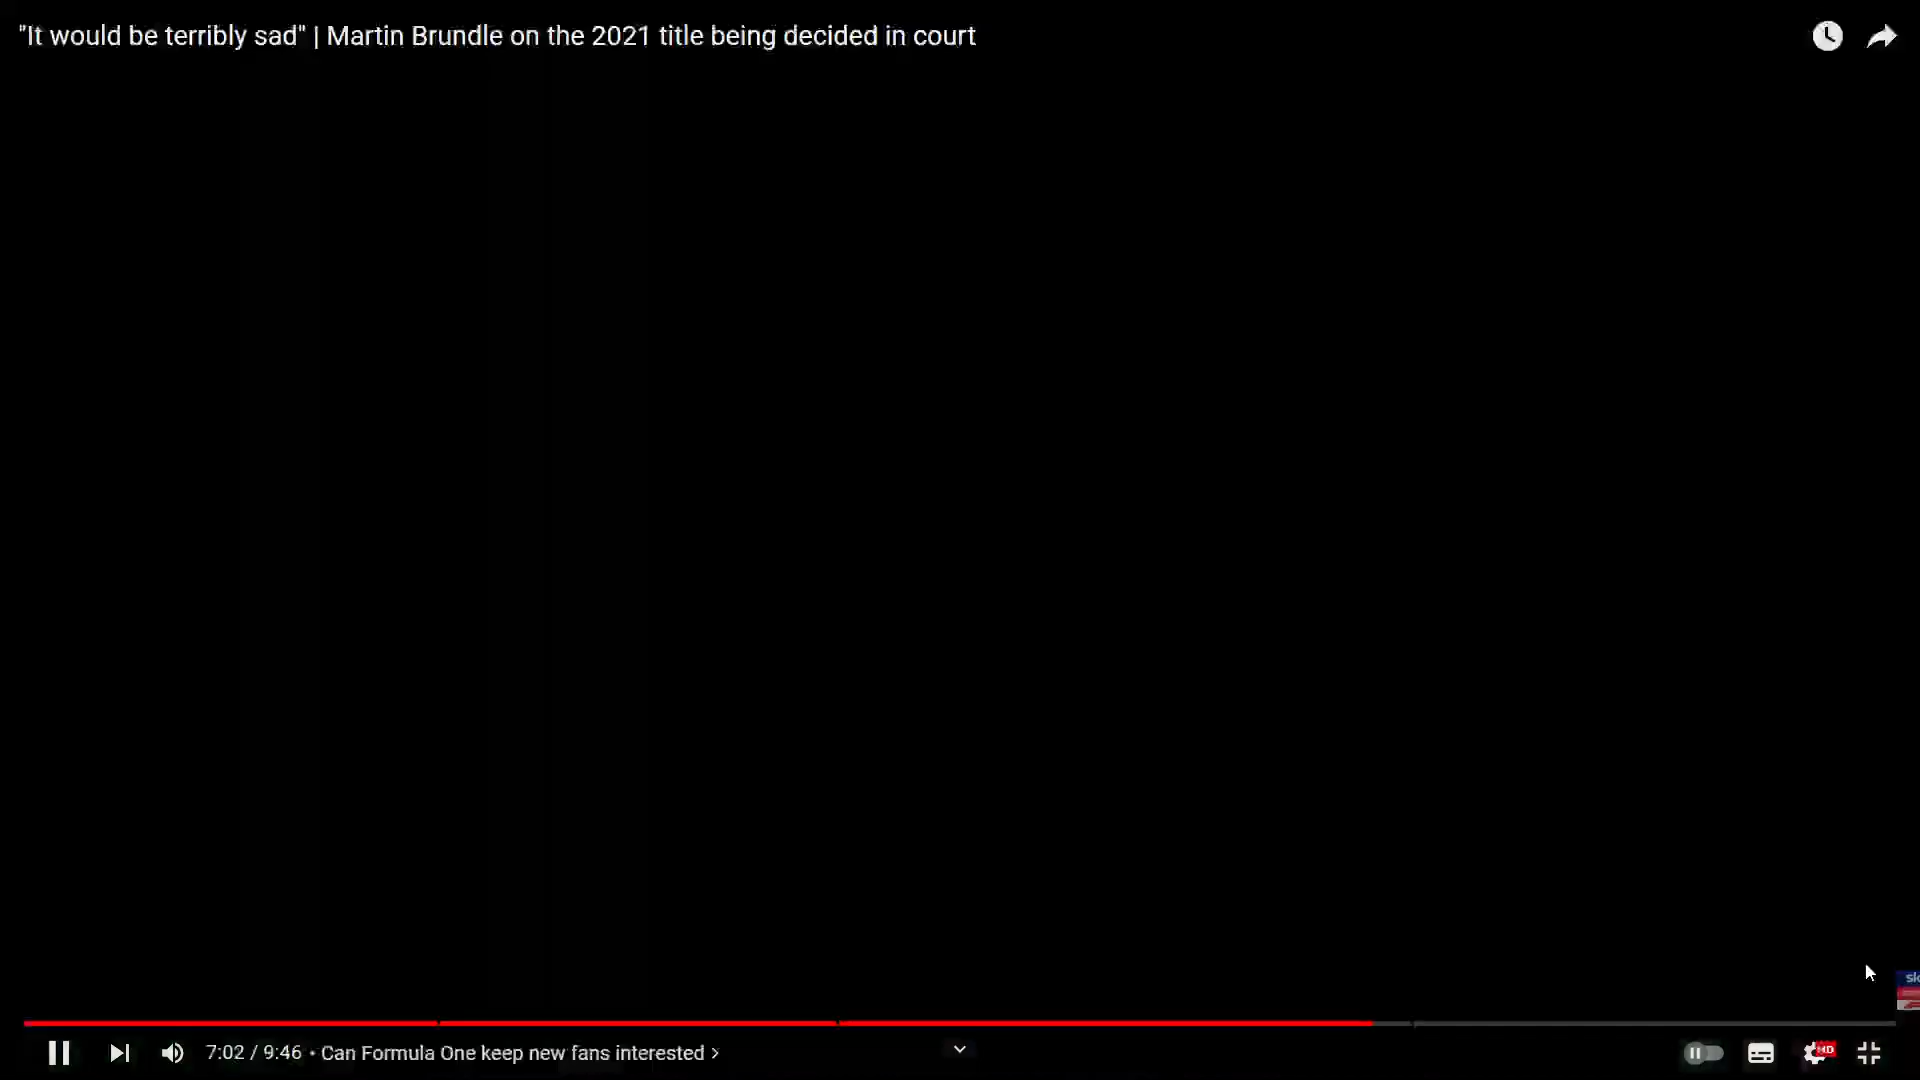 "It would be terribly sad" | Martin Brundle on the 2021 title being decided in court
7:02 / 9:46 • Can Formula One keep new fans interested >
HD